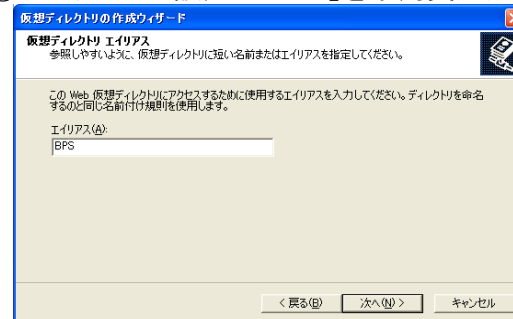 仮想ディレクトリの作成ウィザード
仮想ディレクトリ エイリアス
参照しやすいように、仮想ディレクトリに短い名前またはエイリアスを指定してください。
この Web 仮想ディレクトリにアクセスするために使用するエイリアスを入力してください。ディレクトリを命名
するのと同じ名前付け規則を使用します。
エイリアス(A):
BPS
< 戻る(B) 次へ(N) > キャンセル